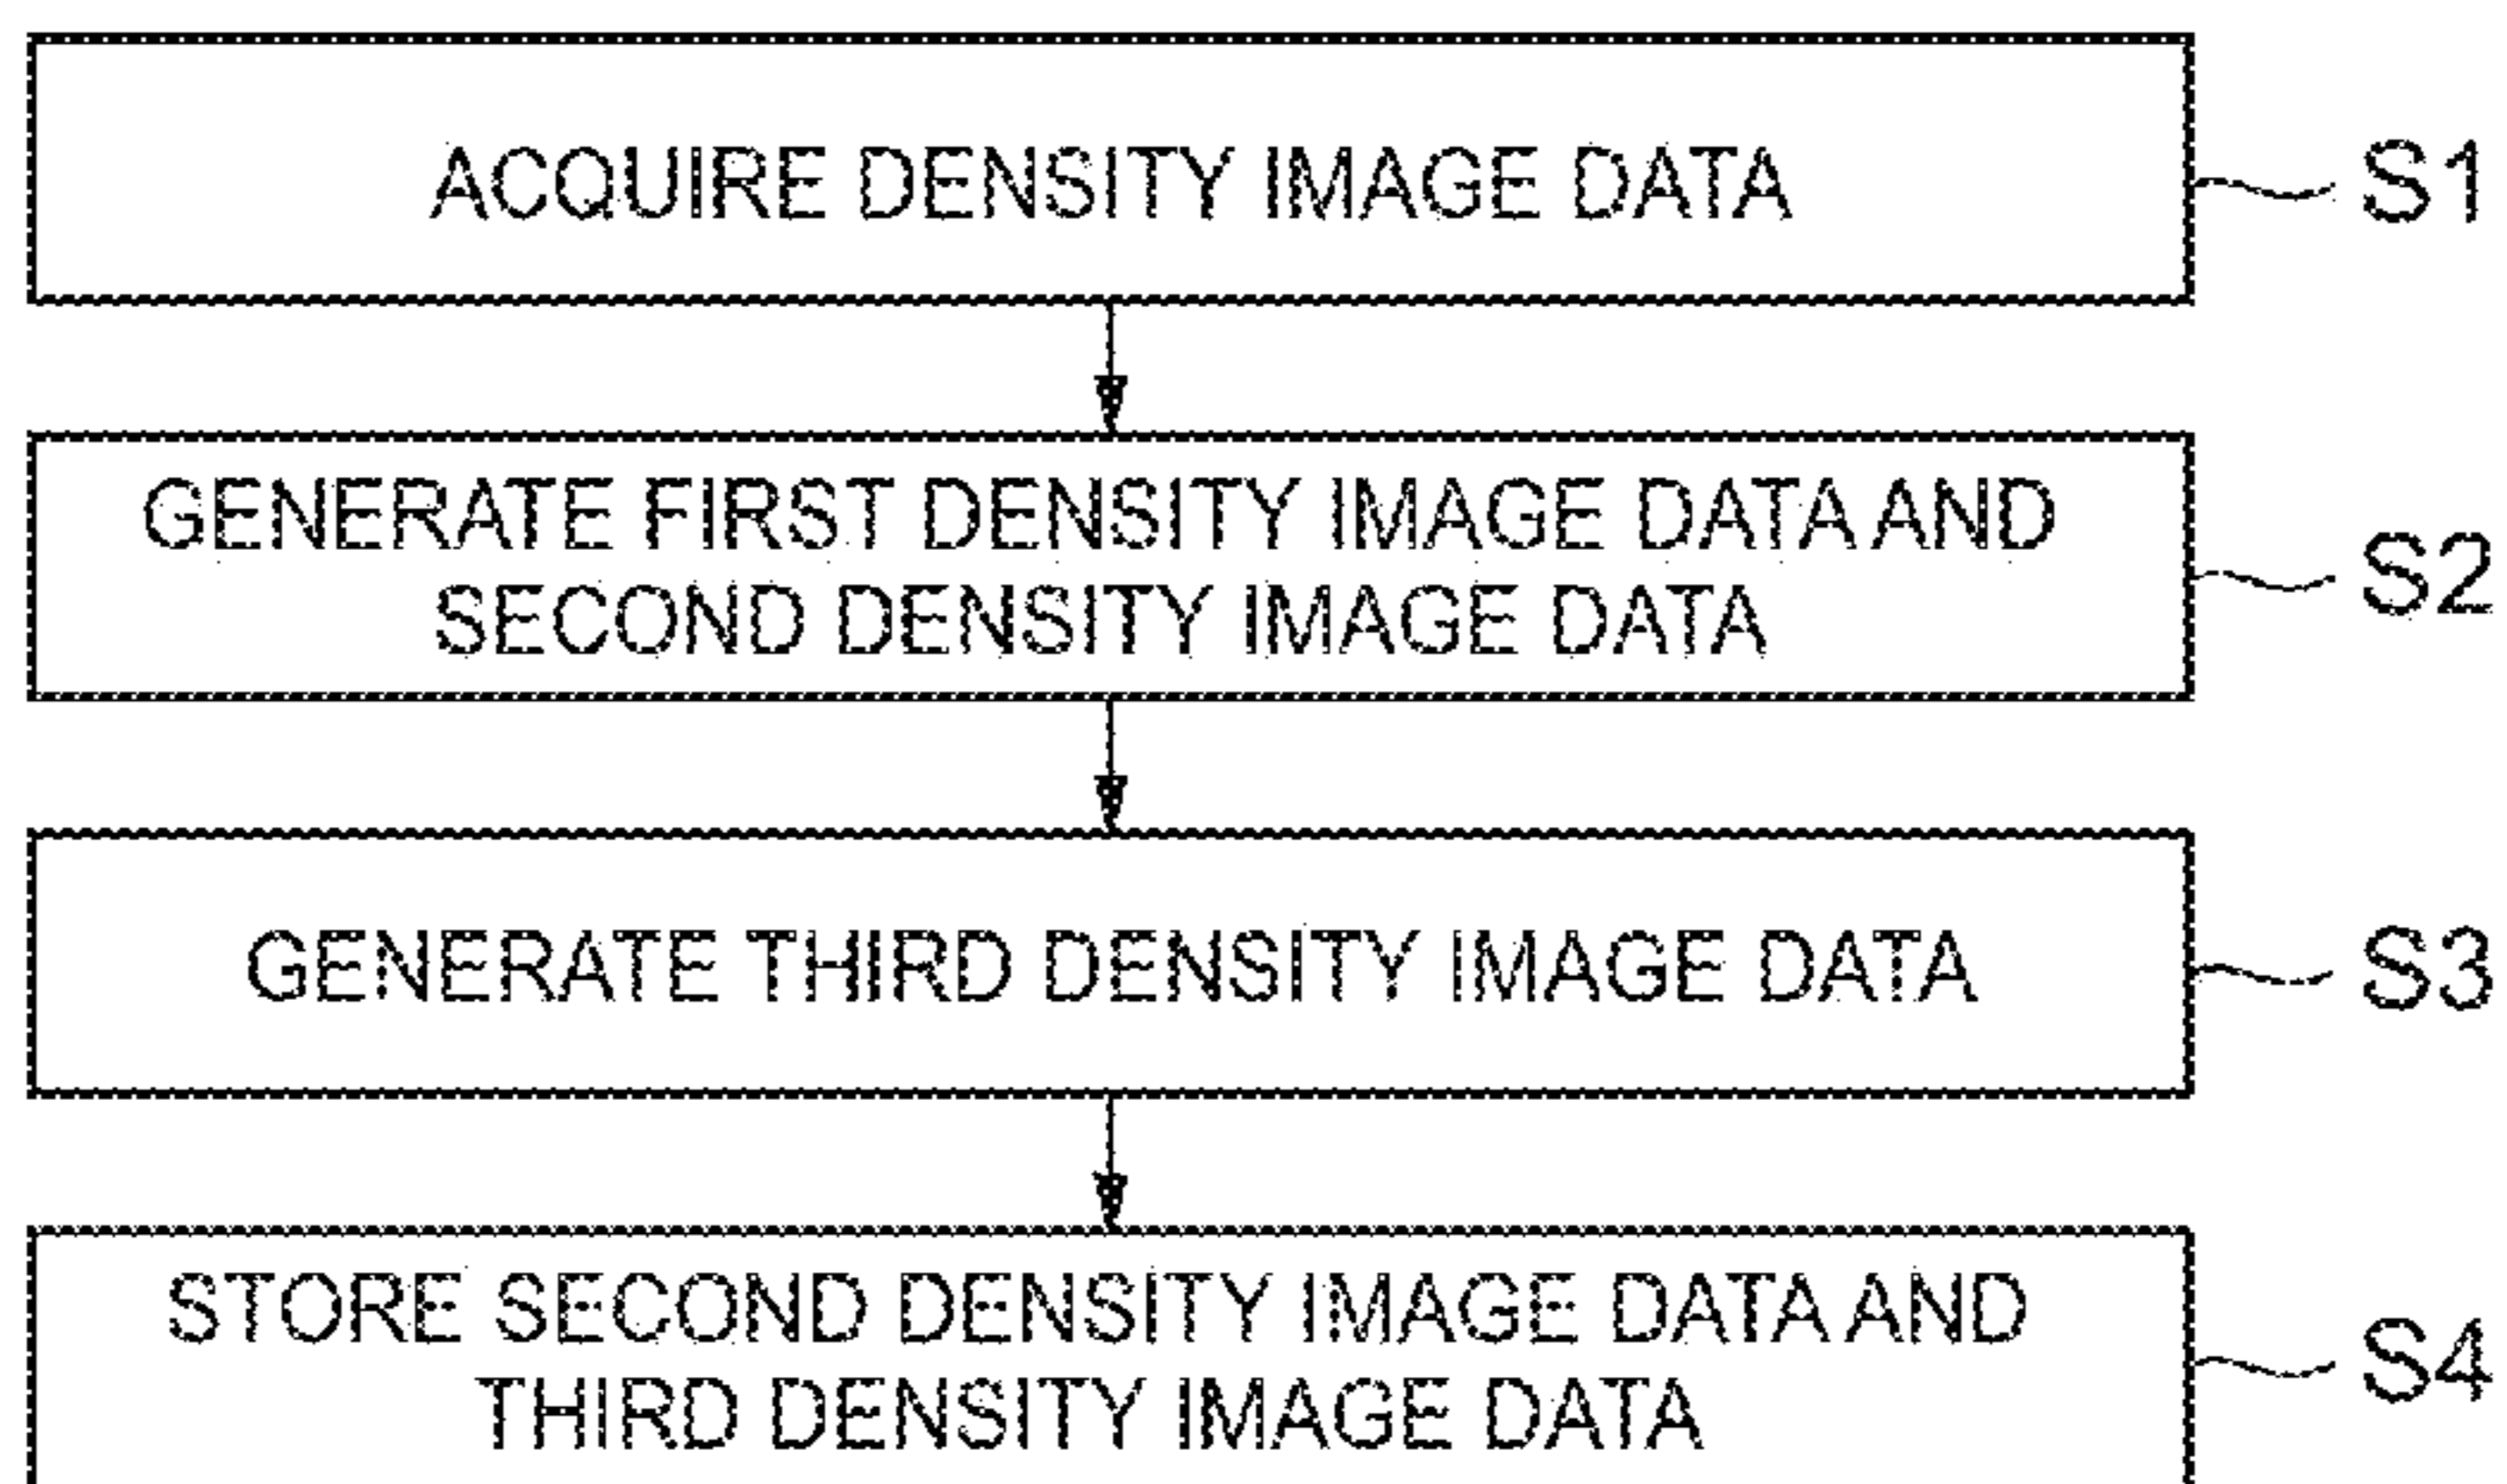 ACQUIRE DENSITY IMAGE DATA
S1
GENERATE FIRST DENSITY IMAGE DATA AND
SECOND DENSITY IMAGE DATA
S2
GENERATE THIRD DENSITY IMAGE DATA
S3
STORE SECOND DENSITY IMAGE DATA AND
THIRD DENSITY IMAGE DATA
S4